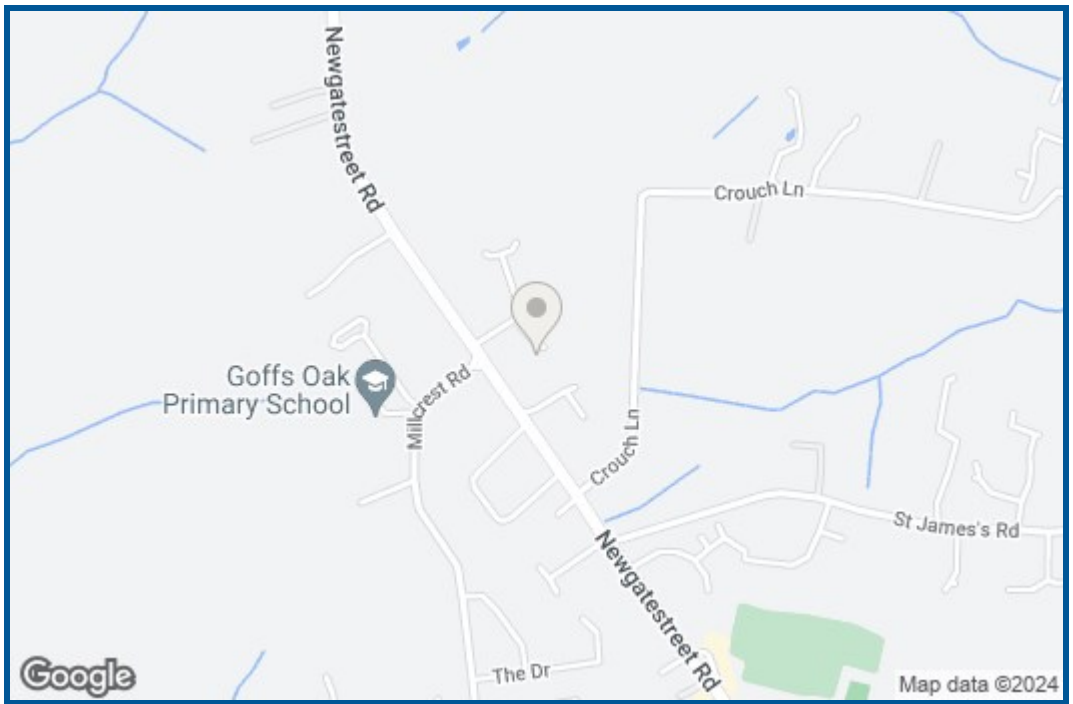 Newgatestreet Rd
Crouch Ln
Goffs Oak
Primary School
Millcrest Rd
Crouch Ln
St James's Rd
Newgatestreet Rd
The Dr
Google
Map data ©2024